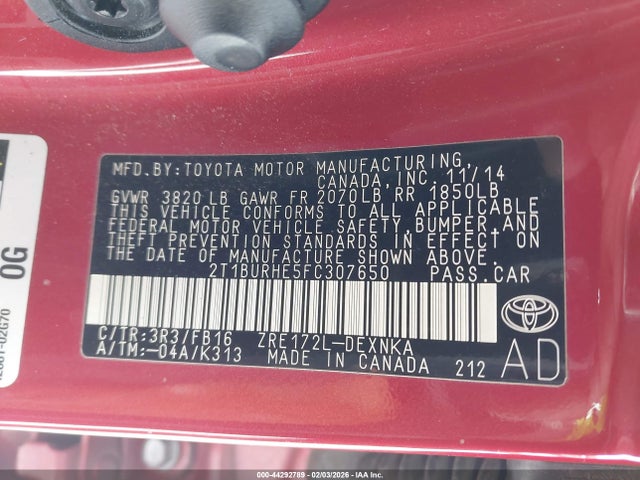 MFD.BY:TOYOTA MOTOR MANUFACTURING,
CANADA,INC. 11/14
GVWR 3820LB GAWR FR 2070LB RR 1850LB
THIS VEHICLE CONFORMS TO ALL APPLICABLE
FEDERAL MOTOR VEHICLE SAFETY, BUMPER,AND
THEFT PREVENTION STANDARDS IN EFFECT ON
THE DATE OF MANUFACTURE SHOWN ABOVE.
2T1BURHE5FC307650 PASS.CAR
C/TR:3R3/FB16 ZRE172L-DEXNKA
A/TM:-04A/K313 MADE IN CANADA 212
AD
0G
000-44292789 - 02/03/2026 - IAA, Inc.